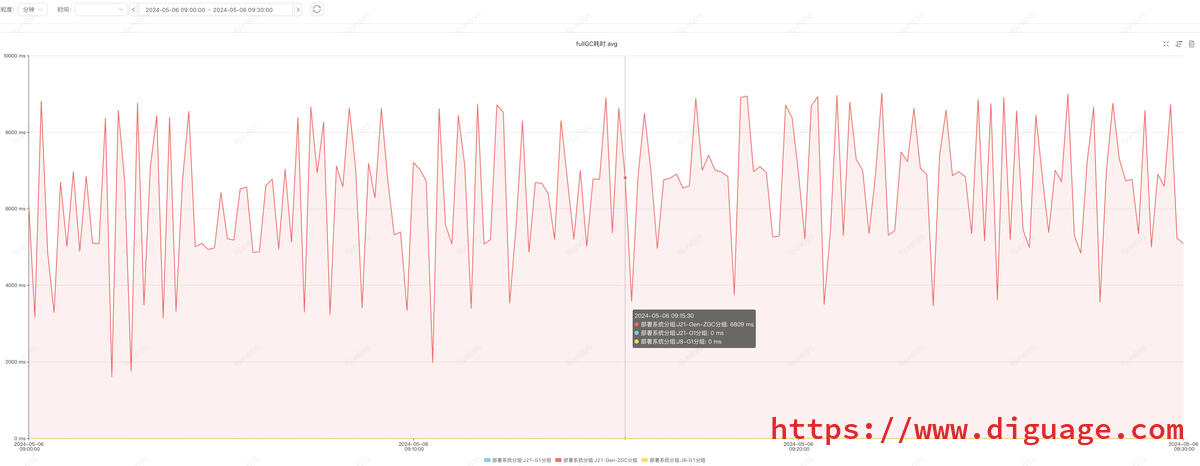 粒度: 分钟 时间: 2024-05-06 09:00:00 - 2024-05-06 09:30:00
fullGC耗时 avg
10000 ms
8000 ms
6000 ms
4000 ms
2000 ms
0 ms
2024-05-06 09:15:30
部署系统分组:J21-Gen-ZGC分组: 6809 ms
部署系统分组:J21-G1分组: 0 ms
部署系统分组:J8-G1分组: 0 ms
https://www.diguage.com
2024-05-06
09:00:00
2024-05-06
09:10:00
2024-05-06
09:20:00
2024-05-06
09:30:00
部署系统分组:J21-G1分组 部署系统分组:J21-Gen-ZGC分组 部署系统分组:J8-G1分组